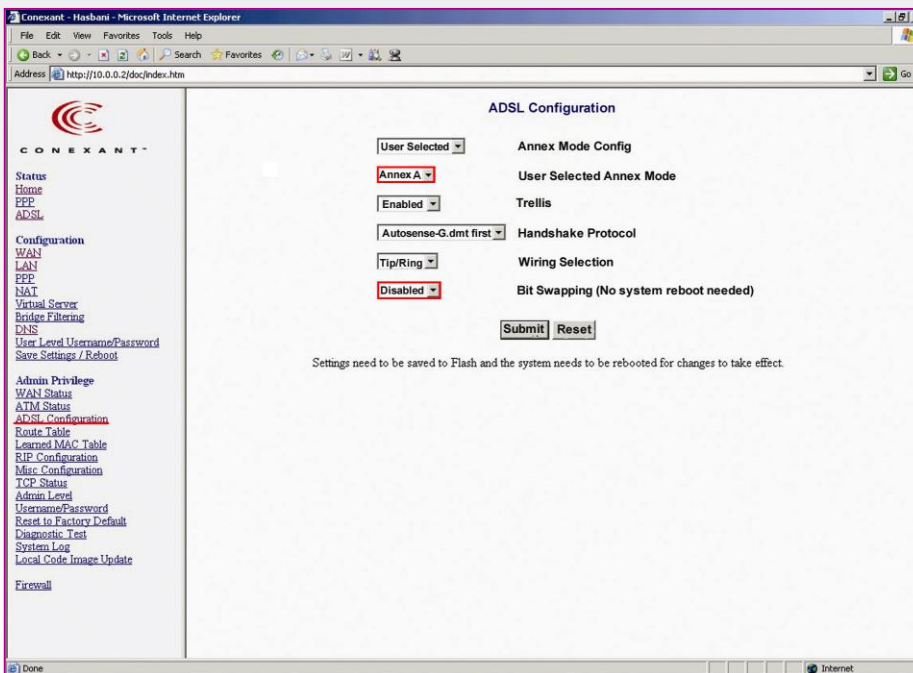 Conexant - Hasbani - Microsoft Internet Explorer
File Edit View Favorites Tools Help
Back Search Favorites
Address http://10.0.0.2/doc/index.htm Go
CONEXANT
Status
Home
PPP
ADSL
Configuration
WAN
LAN
PPP
NAT
Virtual Server
Bridge Filtering
DNS
User Level Username/Password
Save Settings / Reboot
Admin Privilege
WAN Status
ATM Status
ADSL Configuration
Route Table
Learned MAC Table
RIP Configuration
Misc Configuration
TCP Status
Admin Level
Username/Password
Reset to Factory Default
Diagnostic Test
System Log
Local Code Image Update
Firewall
ADSL Configuration
User Selected Annex Mode Config
Annex A User Selected Annex Mode
Enabled Trellis
Autosense-G.dmt first Handshake Protocol
Tip/Ring Wiring Selection
Disabled Bit Swapping (No system reboot needed)
Submit Reset
Settings need to be saved to Flash and the system needs to be rebooted for changes to take effect.
Done Internet